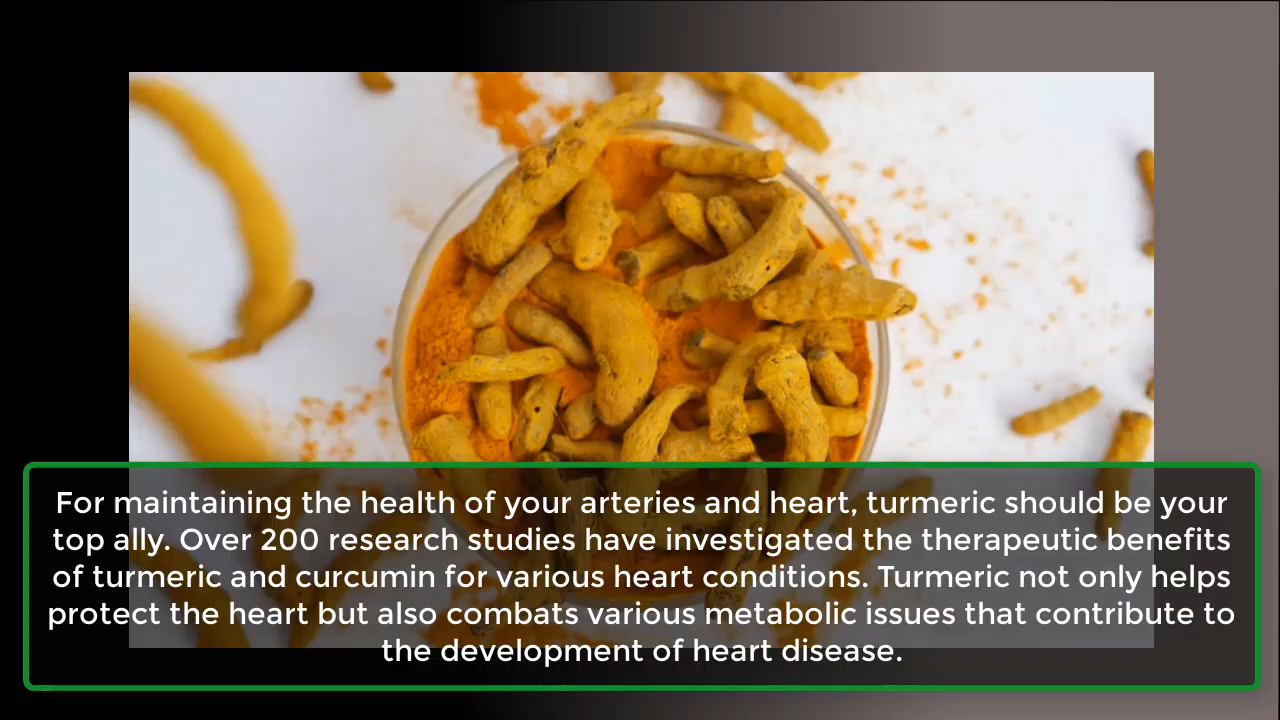 For maintaining the health of your arteries and heart, turmeric should be your
top ally. Over 200 research studies have investigated the therapeutic benefits
of turmeric and curcumin for various heart conditions. Turmeric not only helps
protect the heart but also combats various metabolic issues that contribute to
the development of heart disease.